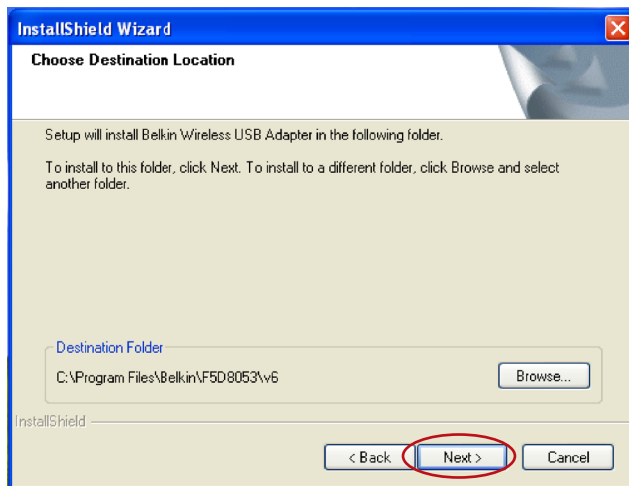 InstallShield Wizard
Choose Destination Location
Setup will install Belkin Wireless USB Adapter in the following folder.
To install to this folder, click Next. To install to a different folder, click Browse and select
another folder.
Destination Folder
C:\Program Files\Belkin\F5D8053\v6
Browse...
InstallShield
< Back
Next >
Cancel